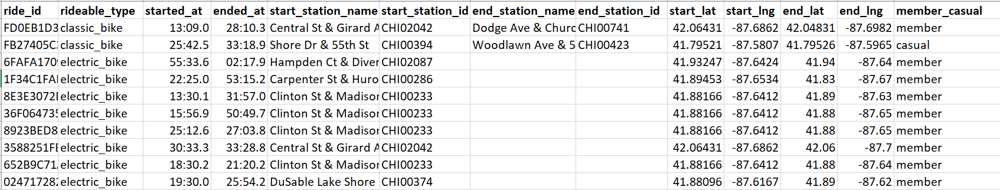 ride_id rideable_type started_at ended_at start_station_name start_station_id end_station_name end_station_id start_lat start_lng end_lat end_lng member_casual
FD0EB1D3 classic_bike 13:09.0 28:10.3 Central St & Girard A CHI02042 Dodge Ave & Churc CHI00741 42.06431 -87.6862 42.04831 -87.6982 member
FB27405C classic_bike 25:42.5 33:18.9 Shore Dr & 55th St CHI00394 Woodlawn Ave & 5 CHI00423 41.79521 -87.5807 41.79526 -87.5965 casual
6FAFA170 electric_bike 55:33.6 02:17.9 Hampden Ct & Diver CHI02087 41.93247 -87.6424 41.94 -87.64 member
1F34C1FA electric_bike 22:25.0 53:15.2 Carpenter St & Huro CHI00286 41.89453 -87.6534 41.83 -87.67 member
8E3E3072 electric_bike 13:30.1 31:57.0 Clinton St & Madisor CHI00233 41.88166 -87.6412 41.89 -87.63 member
36F064735 electric_bike 15:56.9 50:49.7 Clinton St & Madisor CHI00233 41.88166 -87.6412 41.88 -87.65 member
8923BED8 electric_bike 25:12.6 27:03.8 Clinton St & Madisor CHI00233 41.88166 -87.6412 41.88 -87.65 member
3588251F electric_bike 30:33.3 33:28.8 Central St & Girard A CHI02042 42.06431 -87.6862 42.06 -87.7 member
652B9C71 electric_bike 18:30.2 21:20.2 Clinton St & Madisor CHI00233 41.88166 -87.6412 41.88 -87.64 member
024717282 electric_bike 19:30.0 25:54.2 DuSable Lake Shore CHI00374 41.88096 -87.6167 41.89 -87.62 member